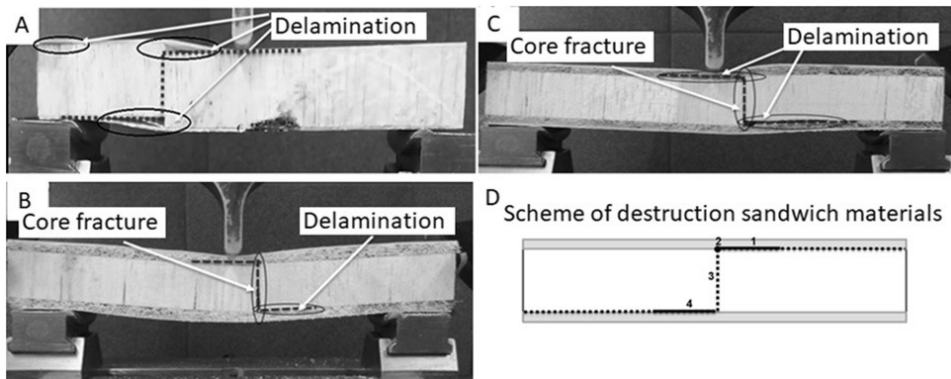 A
Delamination
B
Core fracture
Delamination
C
Core fracture
Delamination
D
Scheme of destruction sandwich materials
2
1
3
4